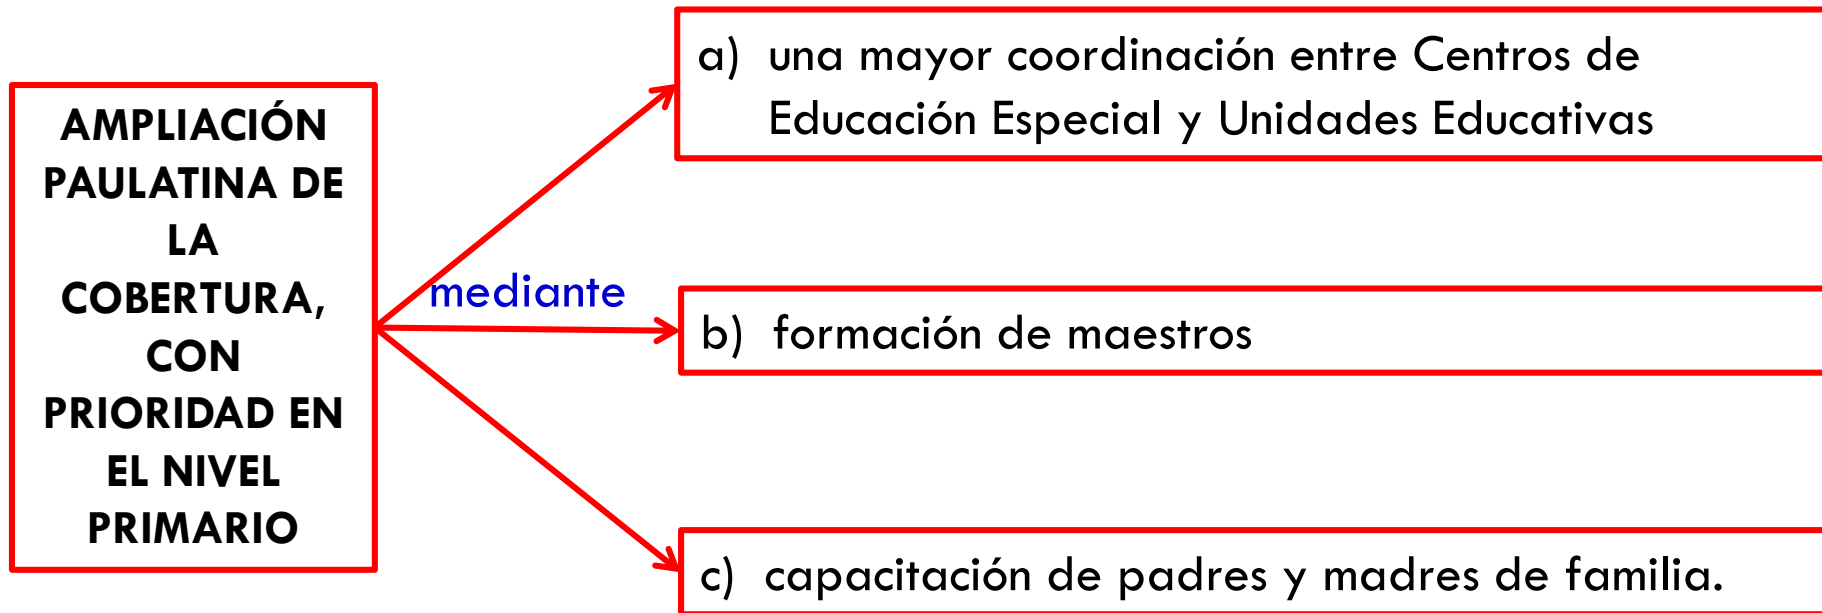 AMPLIACIÓN
PAULATINA DE
LA
COBERTURA,
CON
PRIORIDAD EN
EL NIVEL
PRIMARIO
mediante
a) una mayor coordinación entre Centros de
Educación Especial y Unidades Educativas
b) formación de maestros
c) capacitación de padres y madres de familia.